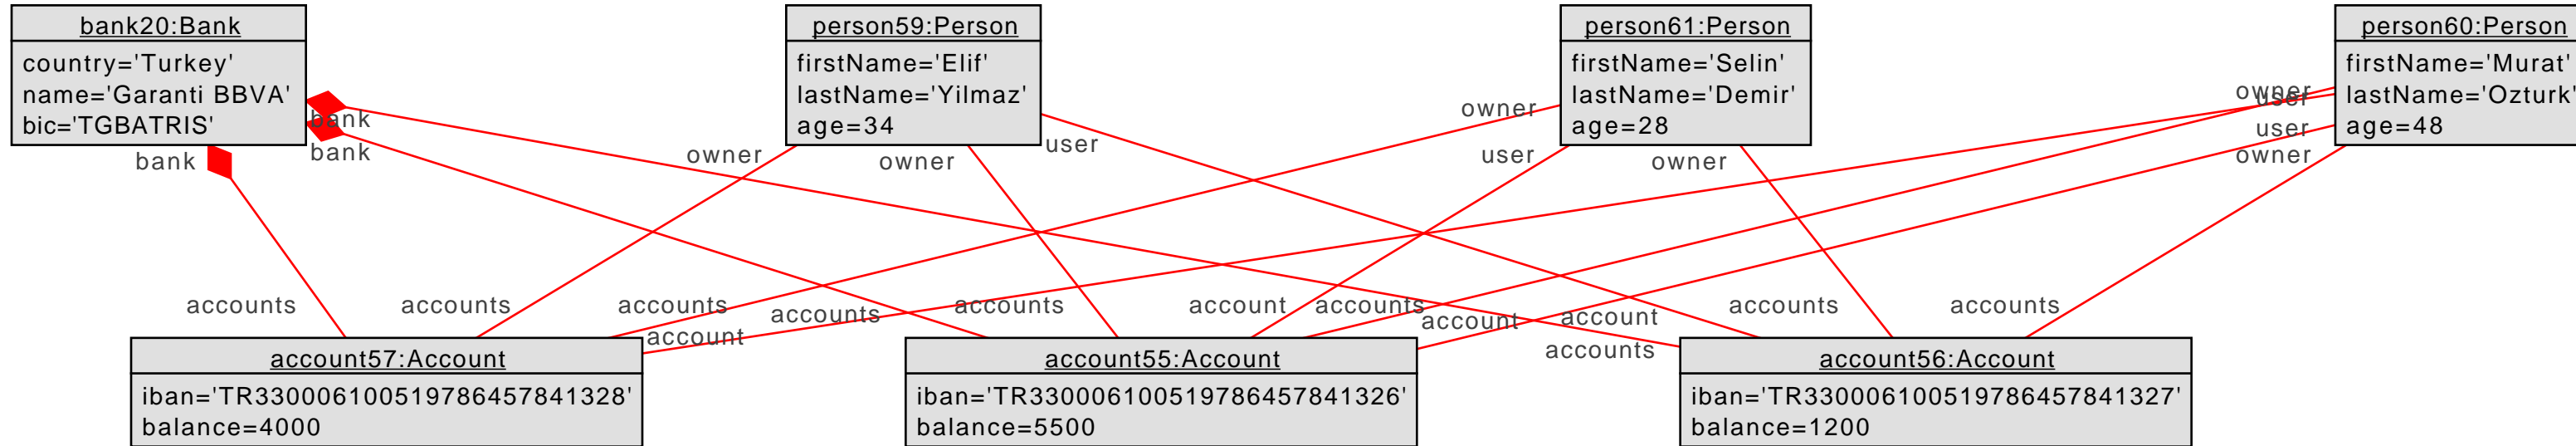 bank20:Bank
country='Turkey'
name='Garanti BBVA'
bic='TGBATRIS'
person59:Person
firstName='Elif'
lastName='Yilmaz'
age=34
person61:Person
firstName='Selin'
lastName='Demir'
age=28
person60:Person
firstName='Murat'
lastName='Ozturk'
age=48
bank
bank
bank
owner
owner
user
owner
user
owner
owner
user
user
owner
accounts
accounts
accounts
account
accounts
accounts
account
accounts
account
account
accounts
accounts
accounts
account57:Account
iban='TR330006100519786457841328'
balance=4000
account55:Account
iban='TR330006100519786457841326'
balance=5500
account56:Account
iban='TR330006100519786457841327'
balance=1200